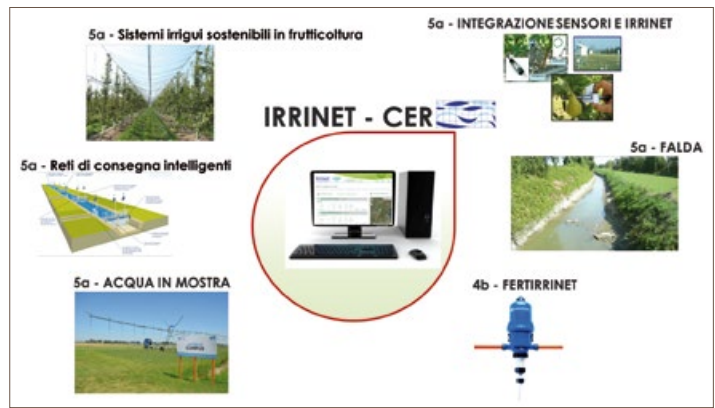 5a - Sistemi irrigui sostenibili in frutticoltura
5a - INTEGRAZIONE SENSORI E IRRINET
IRRINET - CER
5a - Reti di consegna intelligenti
5a - FALDA
5a - ACQUA IN MOSTRA
4b - FERTIRRINET